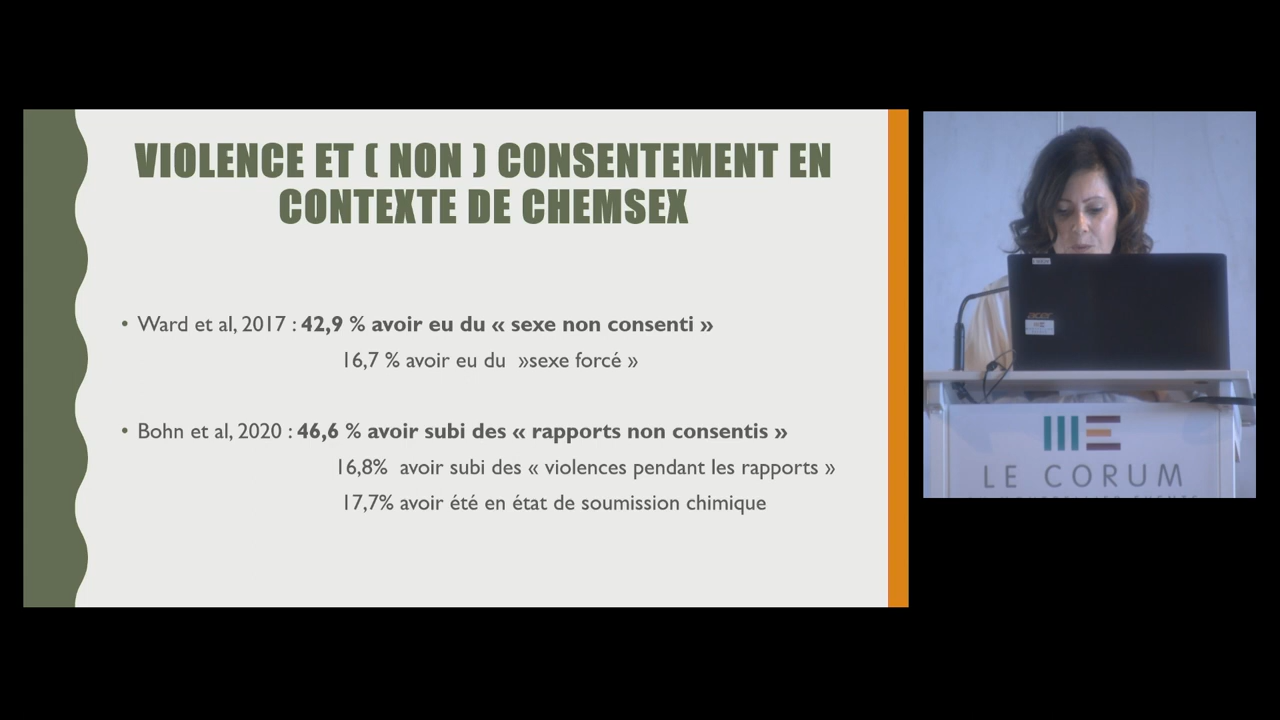 VIOLENCE ET ( NON ) CONSENTEMENT EN
CONTEXTE DE CHEMSEX
• Ward et al, 2017 : 42,9 % avoir eu du « sexe non consenti »
16,7 % avoir eu du »sexe forcé »
• Bohn et al, 2020 : 46,6 % avoir subi des « rapports non consentis »
16,8% avoir subi des « violences pendant les rapports »
17,7% avoir été en état de soumission chimique
acer
LE CORUM